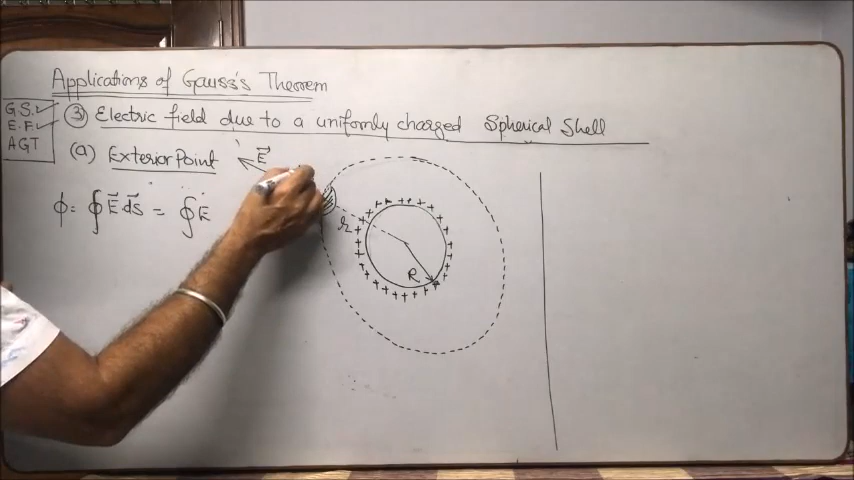 Applications of Gauss's Theorem
G.S. ✓
E.F. ✓
AGT
③ Electric field due to a uniformly charged Spherical Shell
(a) Exterior Point
E⃗
ϕ = ∮ E⃗.dS⃗ = ∮ E
r
R